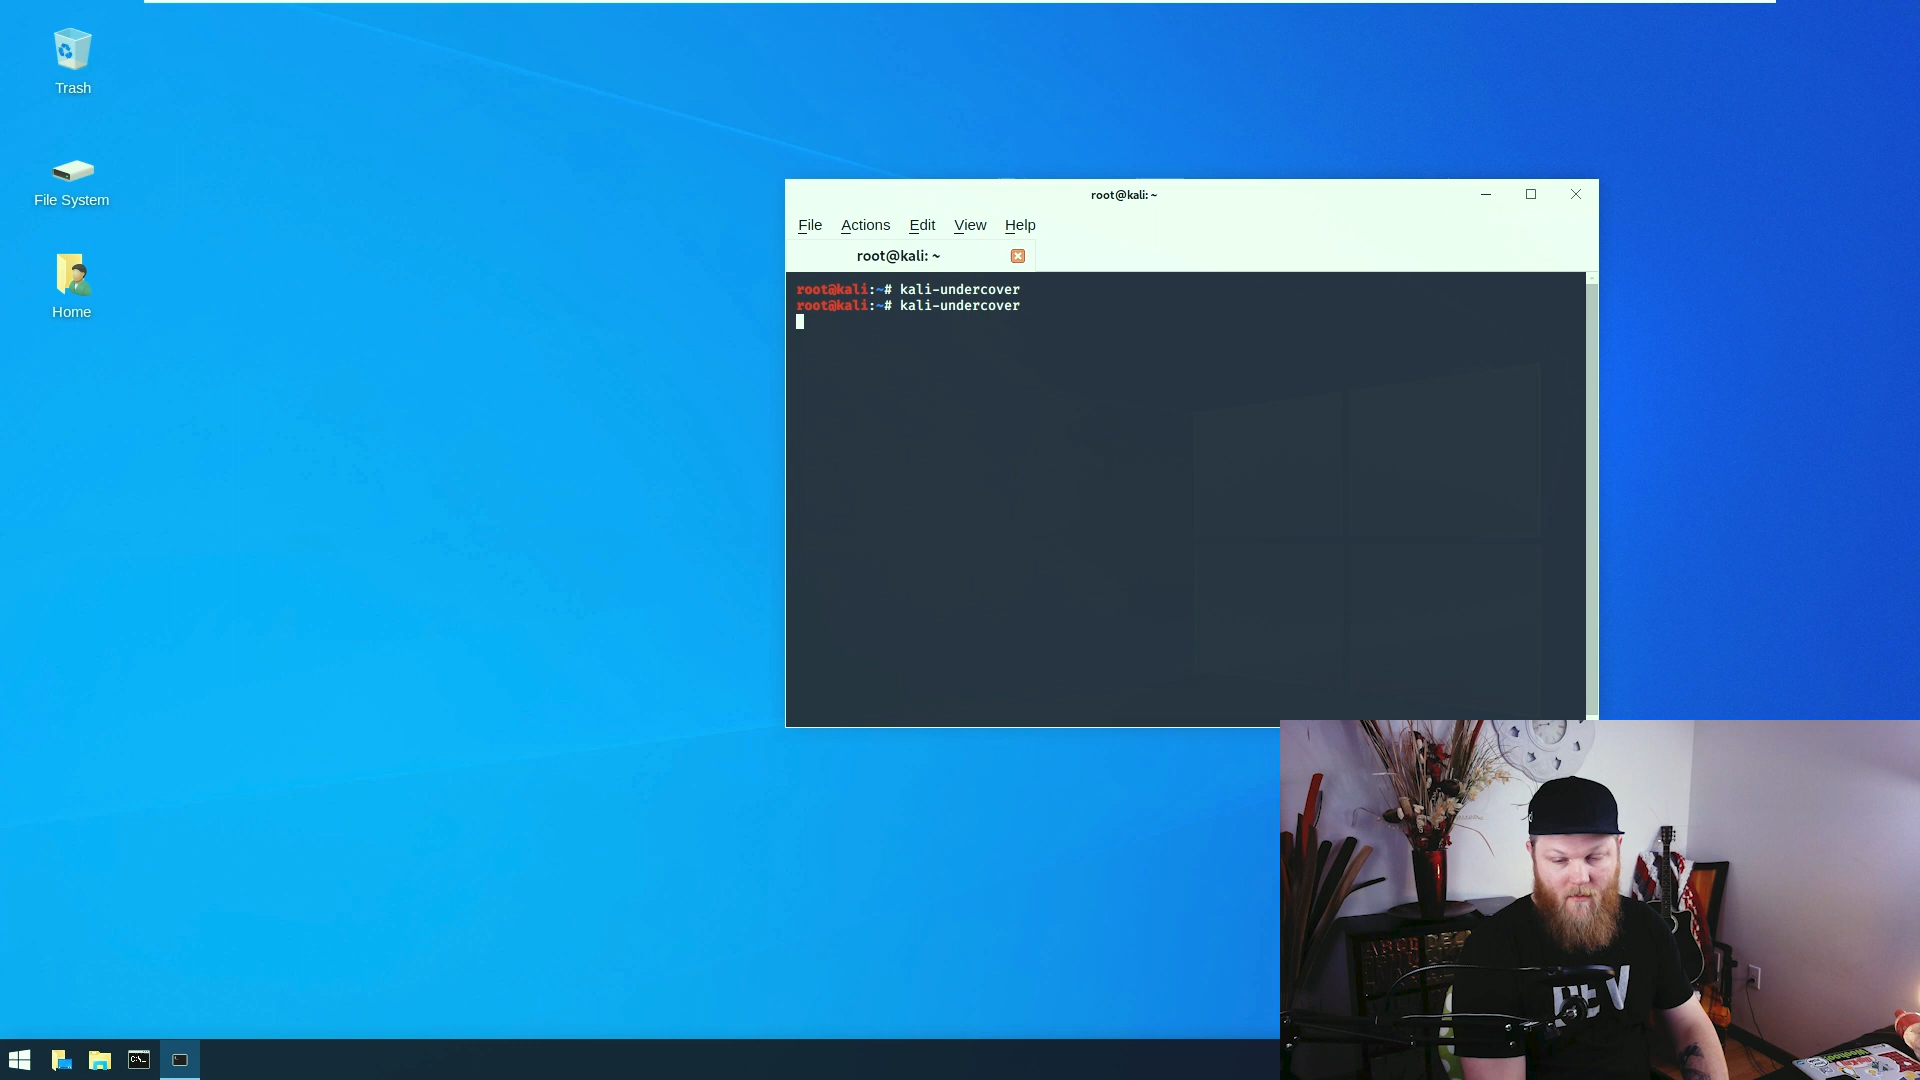 Trash
File System
Home
root@kali: ~
File Actions Edit View Help
root@kali: ~
root@kali:~# kali-undercover
root@kali:~# kali-undercover
C:\_